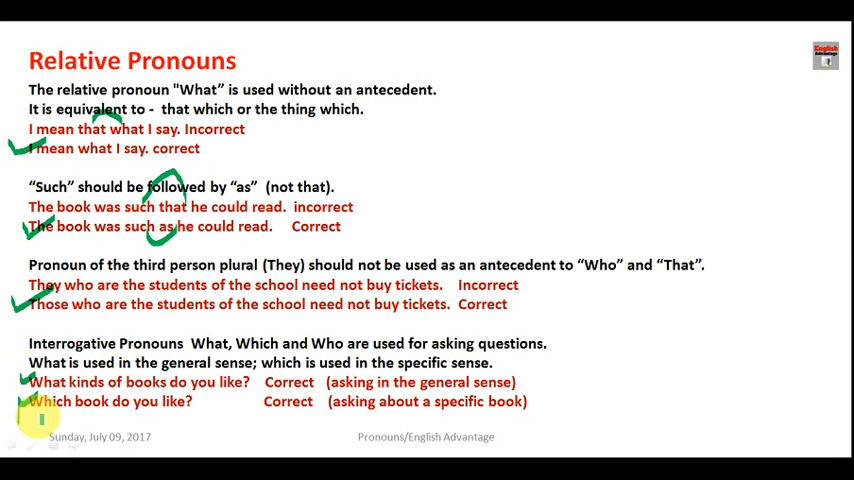 Relative Pronouns
English
Advantage
The relative pronoun "What” is used without an antecedent.
It is equivalent to - that which or the thing which.
I mean that what I say. Incorrect
I mean what I say. correct
“Such” should be followed by “as” (not that).
The book was such that he could read. incorrect
The book was such as he could read. Correct
Pronoun of the third person plural (They) should not be used as an antecedent to “Who” and “That”.
They who are the students of the school need not buy tickets. Incorrect
Those who are the students of the school need not buy tickets. Correct
Interrogative Pronouns What, Which and Who are used for asking questions.
What is used in the general sense; which is used in the specific sense.
What kinds of books do you like? Correct (asking in the general sense)
Which book do you like? Correct (asking about a specific book)
Sunday, July 09, 2017 Pronouns/English Advantage